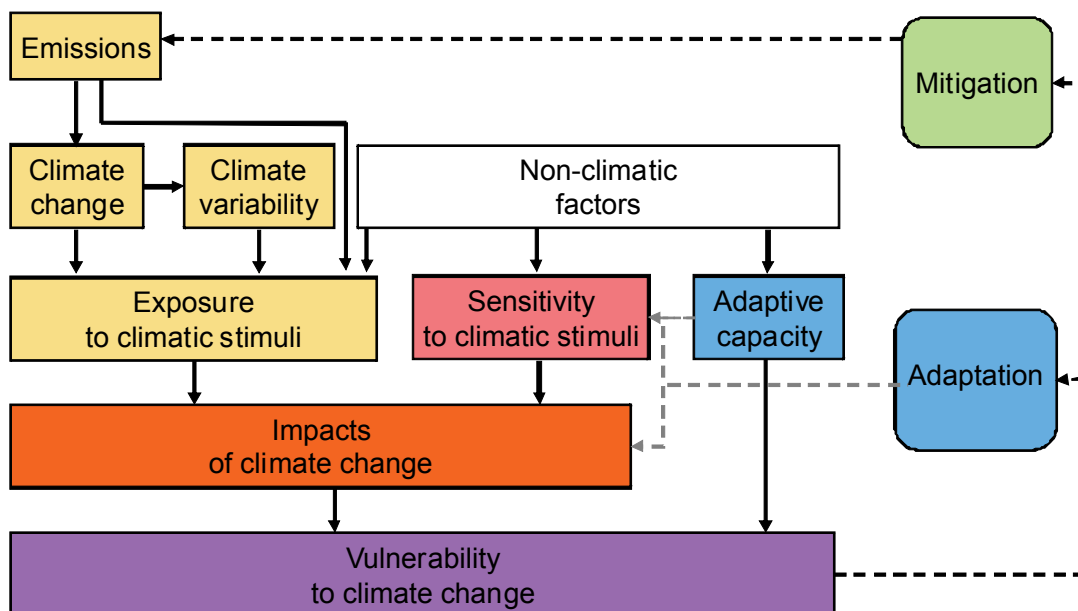 Emissions
Mitigation
Climate
change
Climate
variability
Non-climatic
factors
Exposure
to climatic stimuli
Sensitivity
to climatic stimuli
Adaptive
capacity
Adaptation
Impacts
of climate change
Vulnerability
to climate change